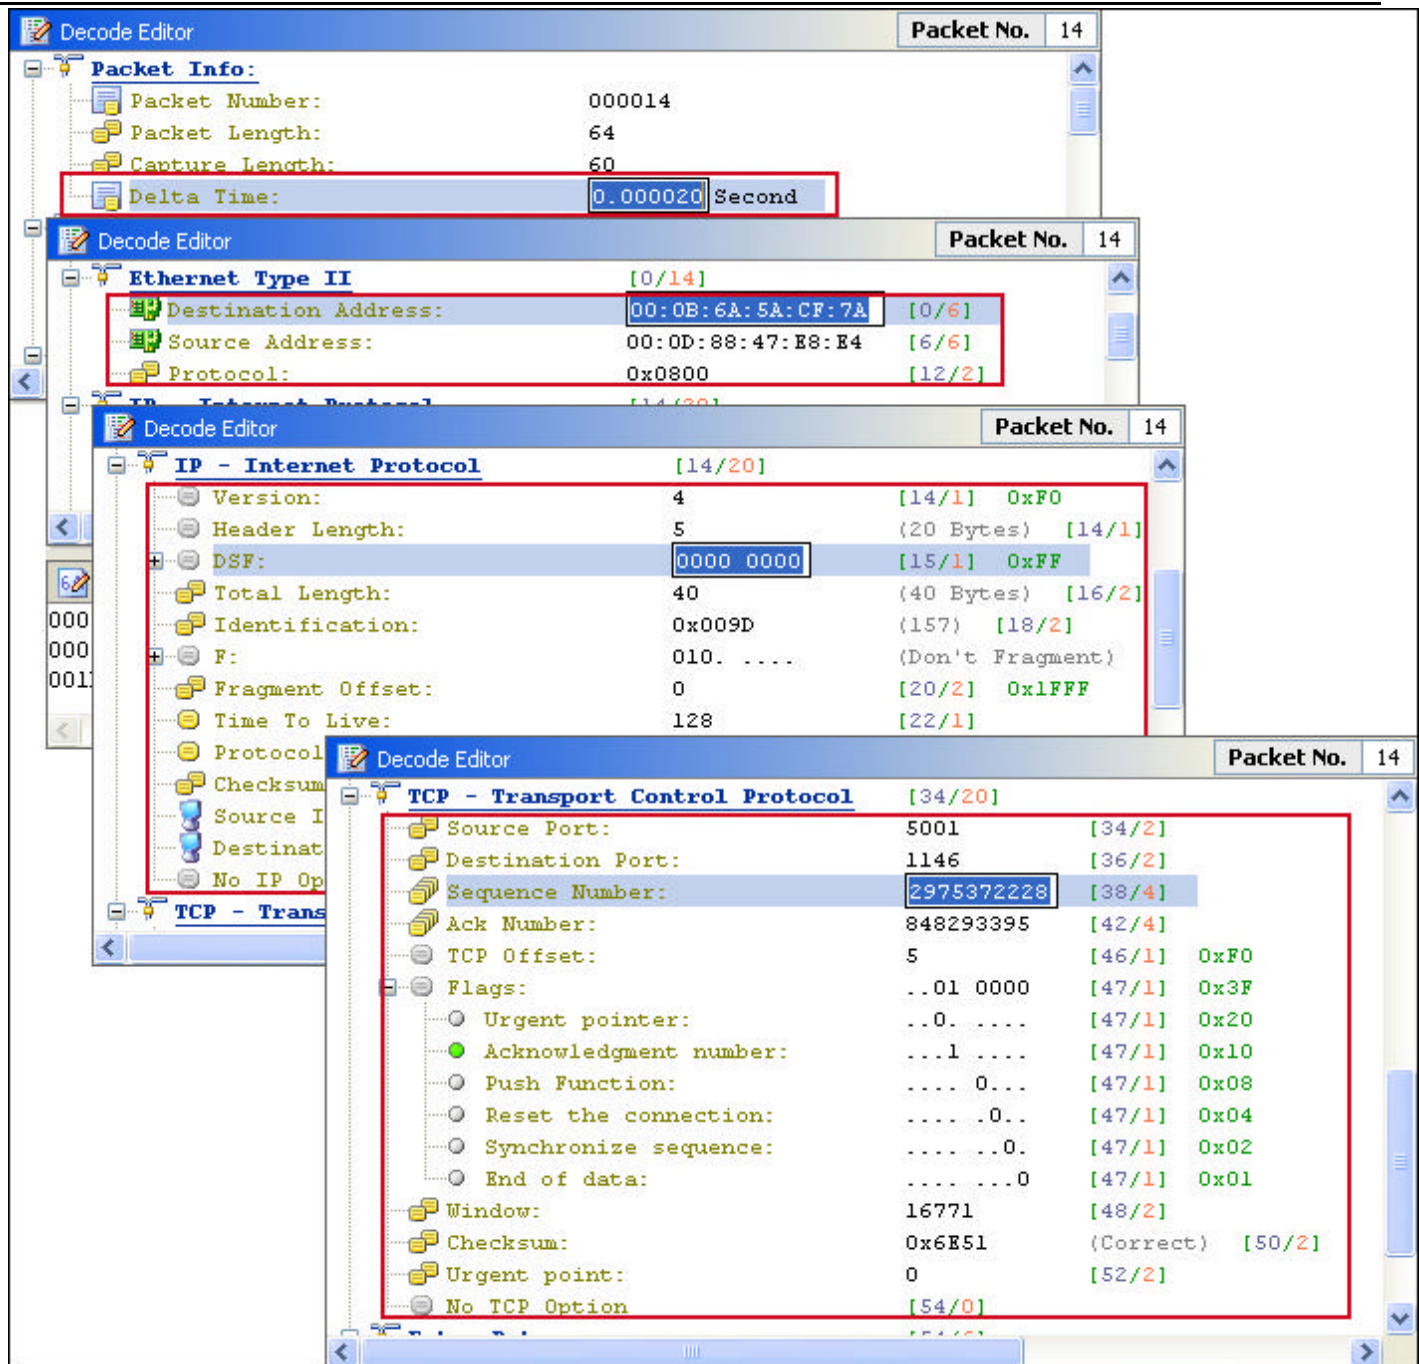 Decode Editor Packet No. 14
Packet Info:
Packet Number: 000014
Packet Length: 64
Capture Length: 60
Delta Time: 0.000020 Second
Decode Editor Packet No. 14
Ethernet Type II [0/14]
Destination Address: 00:0B:6A:5A:CF:7A [0/6]
Source Address: 00:0D:88:47:E8:E4 [6/6]
Protocol: 0x0800 [12/2]
IP - Internet Protocol [14/20]
Decode Editor Packet No. 14
IP - Internet Protocol [14/20]
Version: 4 [14/1] 0xF0
Header Length: 5 (20 Bytes) [14/1]
DSF: 0000 0000 [15/1] 0xFF
Total Length: 40 (40 Bytes) [16/2]
Identification: 0x009D (157) [18/2]
F: 010. .... (Don't Fragment)
Fragment Offset: 0 [20/2] 0x1FFF
Time To Live: 128 [22/1]
Protocol
Checksum
Source I
Destinat
No IP Op
TCP - Trans
000
000
001
Decode Editor Packet No. 14
TCP - Transport Control Protocol [34/20]
Source Port: 5001 [34/2]
Destination Port: 1146 [36/2]
Sequence Number: 2975372228 [38/4]
Ack Number: 848293395 [42/4]
TCP Offset: 5 [46/1] 0xF0
Flags: ..01 0000 [47/1] 0x3F
Urgent pointer: ..0. .... [47/1] 0x20
Acknowledgment number: ...1 .... [47/1] 0x10
Push Function: .... 0... [47/1] 0x08
Reset the connection: .... .0.. [47/1] 0x04
Synchronize sequence: .... ..0. [47/1] 0x02
End of data: .... ...0 [47/1] 0x01
Window: 16771 [48/2]
Checksum: 0x6E51 (Correct) [50/2]
Urgent point: 0 [52/2]
No TCP Option [54/0]